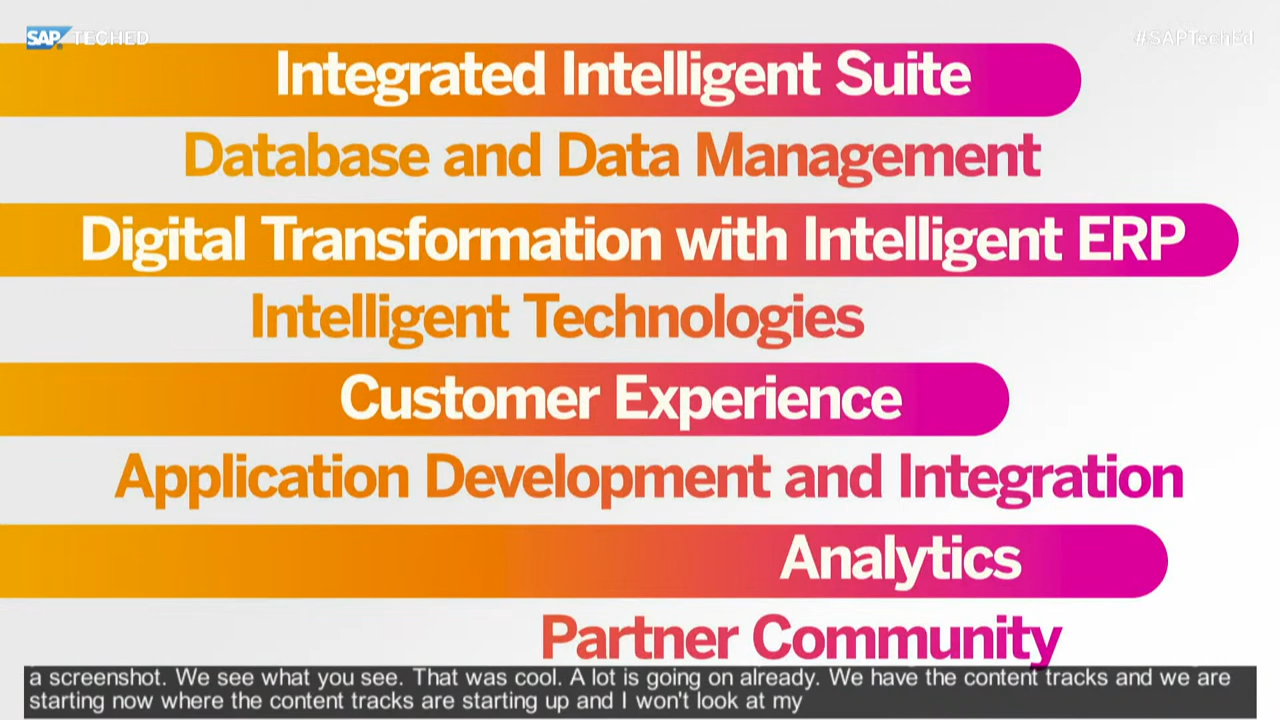 SAP TECHED
#SAPTechEd
Integrated Intelligent Suite
Database and Data Management
Digital Transformation with Intelligent ERP
Intelligent Technologies
Customer Experience
Application Development and Integration
Analytics
Partner Community
a screenshot. We see what you see. That was cool. A lot is going on already. We have the content tracks and we are
starting now where the content tracks are starting up and I won't look at my